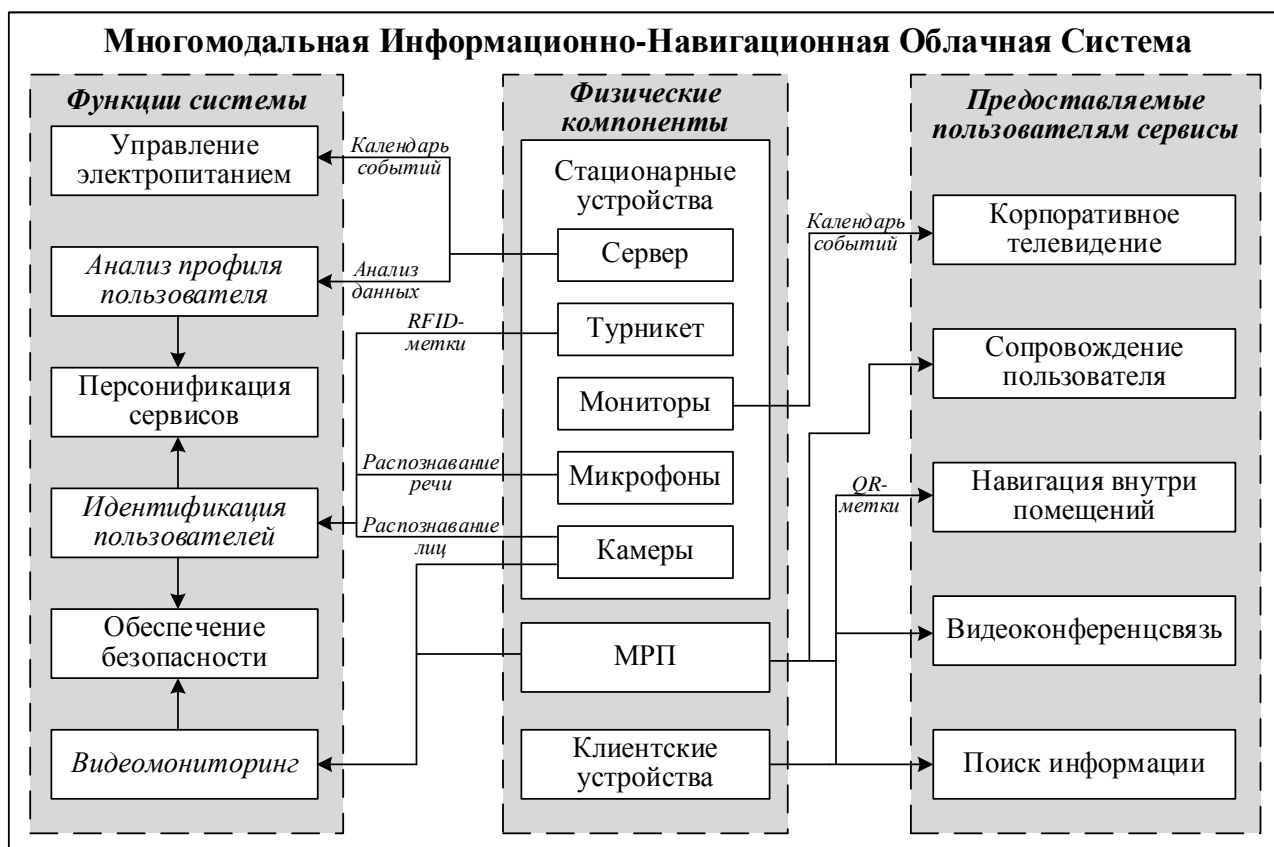 Многомодальная Информационно-Навигационная Облачная Система
Функции системы
Управление
электропитанием
Анализ профиля
пользователя
Персонификация
сервисов
Идентификация
пользователей
Обеспечение
безопасности
Видеомониторинг
Календарь
событий
Анализ
данных
RFID-
метки
Распознавание
речи
Распознавание
лиц
Физические
компоненты
Стационарные
устройства
Сервер
Турникет
Мониторы
Микрофоны
Камеры
МРП
Клиентские
устройства
Календарь
событий
QR-
метки
Предоставляемые
пользователям сервисы
Корпоративное
телевидение
Сопровождение
пользователя
Навигация внутри
помещений
Видеоконференцсвязь
Поиск информации